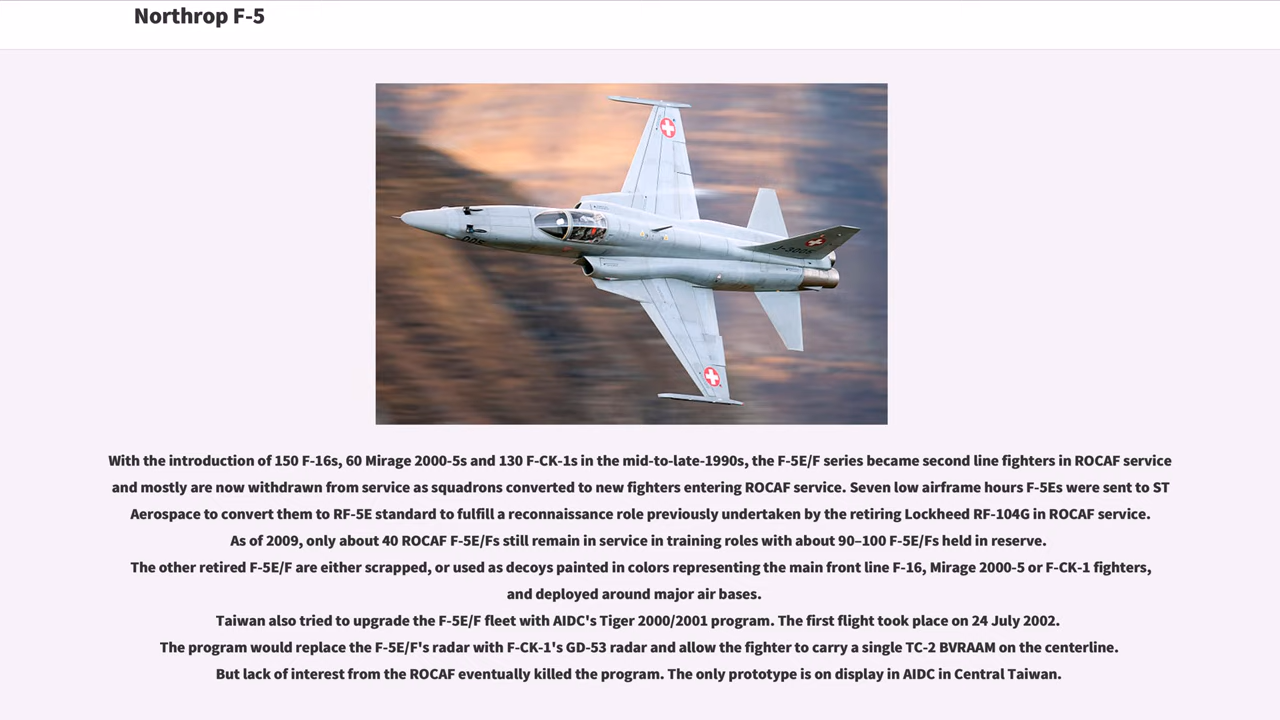 Northrop F-5
005
J-3005
With the introduction of 150 F-16s, 60 Mirage 2000-5s and 130 F-CK-1s in the mid-to-late-1990s, the F-5E/F series became second line fighters in ROCAF service
and mostly are now withdrawn from service as squadrons converted to new fighters entering ROCAF service. Seven low airframe hours F-5Es were sent to ST
Aerospace to convert them to RF-5E standard to fulfill a reconnaissance role previously undertaken by the retiring Lockheed RF-104G in ROCAF service.
As of 2009, only about 40 ROCAF F-5E/Fs still remain in service in training roles with about 90–100 F-5E/Fs held in reserve.
The other retired F-5E/F are either scrapped, or used as decoys painted in colors representing the main front line F-16, Mirage 2000-5 or F-CK-1 fighters,
and deployed around major air bases.
Taiwan also tried to upgrade the F-5E/F fleet with AIDC's Tiger 2000/2001 program. The first flight took place on 24 July 2002.
The program would replace the F-5E/F's radar with F-CK-1's GD-53 radar and allow the fighter to carry a single TC-2 BVRAAM on the centerline.
But lack of interest from the ROCAF eventually killed the program. The only prototype is on display in AIDC in Central Taiwan.